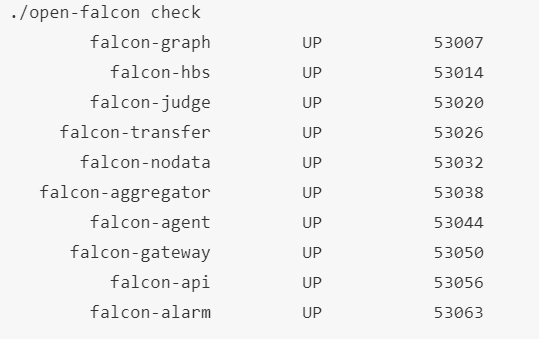 ./open-falcon check
falcon-graph UP 53007
falcon-hbs UP 53014
falcon-judge UP 53020
falcon-transfer UP 53026
falcon-nodata UP 53032
falcon-aggregator UP 53038
falcon-agent UP 53044
falcon-gateway UP 53050
falcon-api UP 53056
falcon-alarm UP 53063